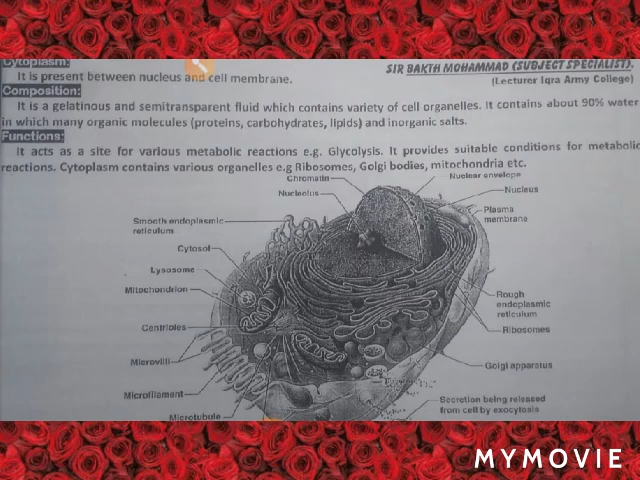 Cytoplasm:
SIR BAKTH MOHAMMAD (SUBJECT SPECIALIST).
It is present between nucleus and cell membrane.
(Lecturer Iqra Army College)
Composition:
It is a gelatinous and semitransparent fluid which contains variety of cell organelles. It contains about 90% water
in which many organic molecules (proteins, carbohydrates, lipids) and inorganic salts.
Functions:
It acts as a site for various metabolic reactions e.g. Glycolysis. It provides suitable conditions for metabolic
reactions. Cytoplasm contains various organelles e.g Ribosomes, Golgi bodies, mitochondria etc.
Chromatin
Nuclear envelope
Nucleolus
Nucleus
Plasma
membrane
Smooth endoplasmic
reticulum
Cytosol
Lysosome
Mitochondrion
Rough
endoplasmic
reticulum
Centrioles
Ribosomes
Microvilli
Golgi apparatus
Microfilament
Secretion being released
from cell by exocytosis
Microtubule
MYMOVIE